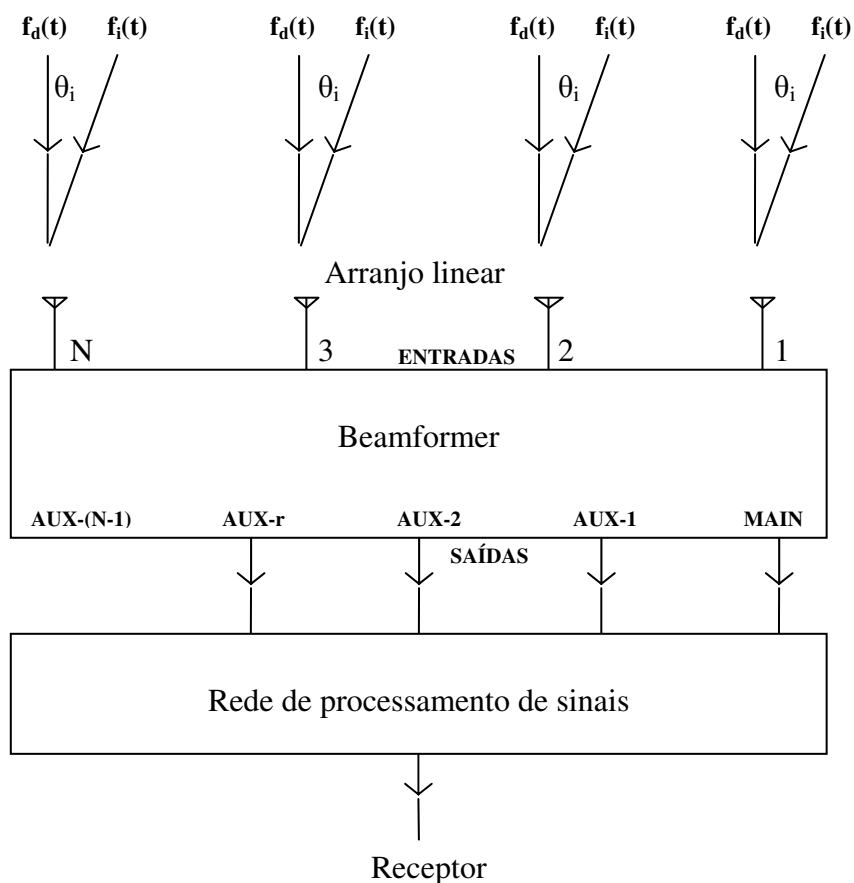 f_d(t) f_i(t) f_d(t) f_i(t) f_d(t) f_i(t) f_d(t) f_i(t)
θ_i θ_i θ_i θ_i
Arranjo linear
N 3 ENTRADAS 2 1
Beamformer
AUX-(N-1) AUX-r AUX-2 AUX-1 MAIN
SAÍDAS
Rede de processamento de sinais
Receptor